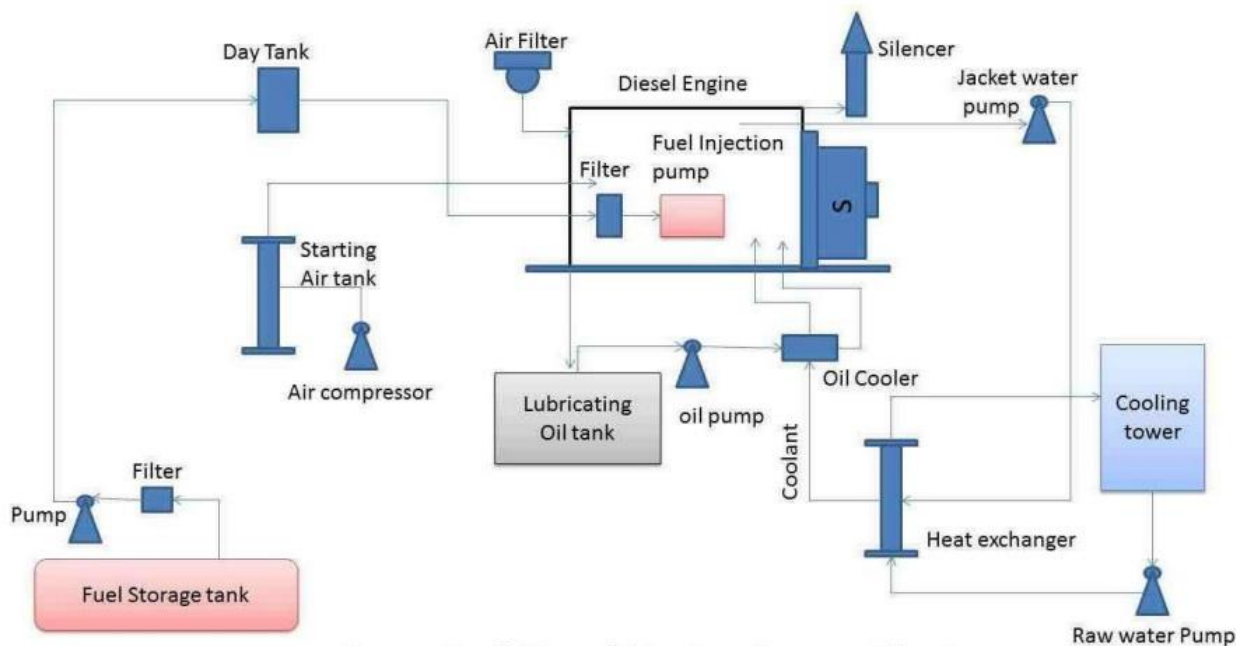 Air Filter
Silencer
Day Tank
Diesel Engine
Jacket water
pump
Fuel Injection
pump
Filter
S
Starting
Air tank
Air compressor
Oil Cooler
Lubricating
Oil tank
oil pump
Cooling
tower
Coolant
Filter
Pump
Heat exchanger
Fuel Storage tank
Raw water Pump